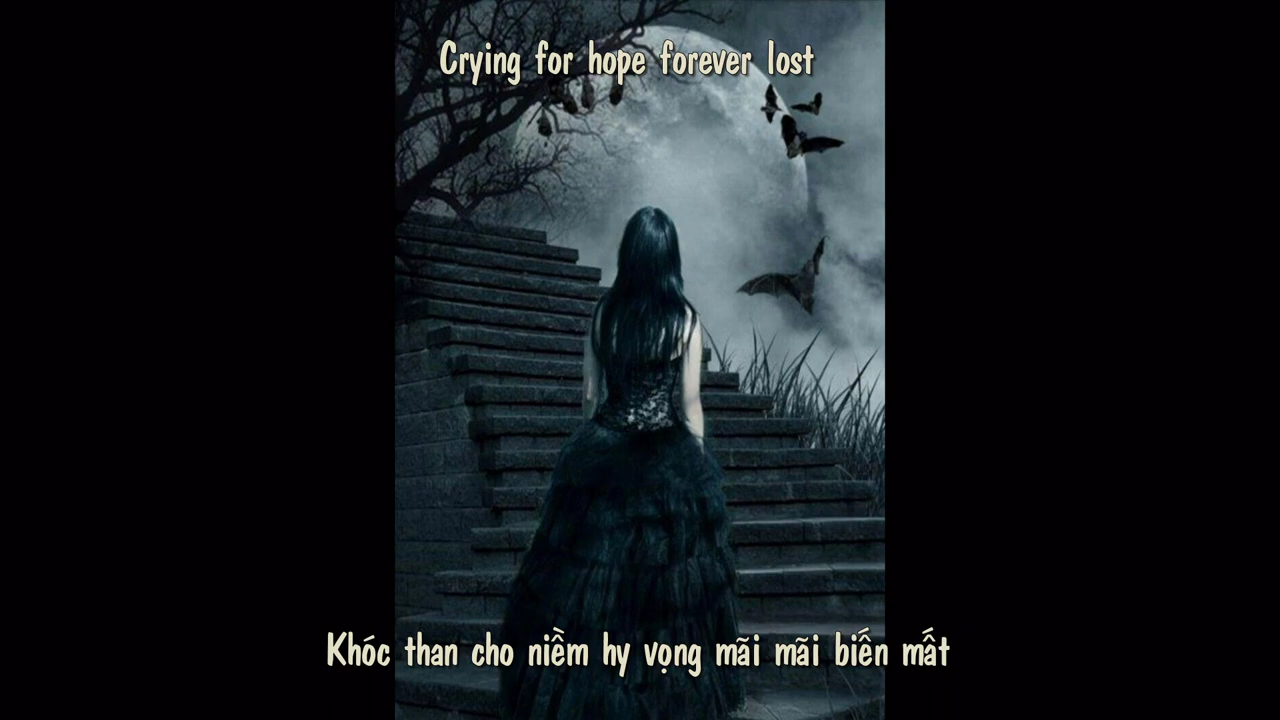 Crying for hope forever lost
Khóc than cho niềm hy vọng mãi mãi biến mất